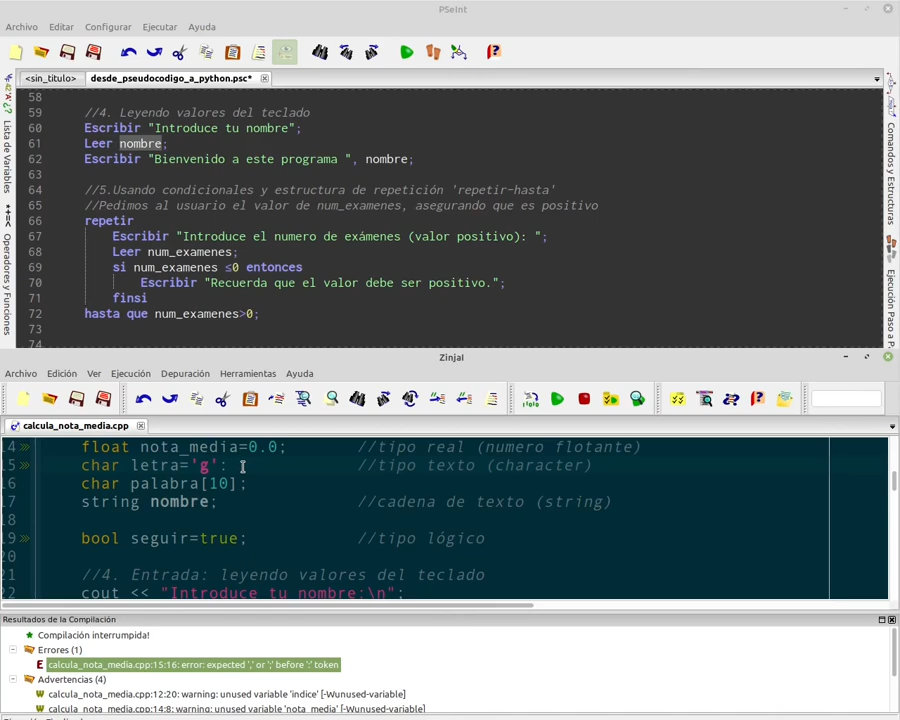 PSeInt
Archivo Editar Configurar Ejecutar Ayuda
<sin_titulo> desde_pseudocodigo_a_python.psc*
58
59 //4. Leyendo valores del teclado
60 Escribir "Introduce tu nombre";
61 Leer nombre;
62 Escribir "Bienvenido a este programa ", nombre;
63
64 //5.Usando condicionales y estructura de repetición 'repetir-hasta'
65 //Pedimos al usuario el valor de num_examenes, asegurando que es positivo
66 repetir
67 Escribir "Introduce el numero de exámenes (valor positivo): ";
68 Leer num_examenes;
69 si num_examenes ≤0 entonces
70 Escribir "Recuerda que el valor debe ser positivo.";
71 finsi
72 hasta que num_examenes>0;
73
74
Lista de Variables
Operadores y Funciones
Comandos y Estructuras
Ejecución Paso a P
ZinjaI
Archivo Edición Ver Ejecución Depuración Herramientas Ayuda
calcula_nota_media.cpp
14 float nota_media=0.0; //tipo real (numero flotante)
15 char letra='g': //tipo texto (character)
16 char palabra[10];
17 string nombre; //cadena de texto (string)
18
19 bool seguir=true; //tipo lógico
20
21 //4. Entrada: leyendo valores del teclado
22 cout << "Introduce tu nombre:\n";
Resultados de la Compilación
Compilación interrumpida!
Errores (1)
E calcula_nota_media.cpp:15:16: error: expected ',' or ';' before ':' token
Advertencias (4)
W calcula_nota_media.cpp:12:20: warning: unused variable 'indice' [-Wunused-variable]
W calcula_nota_media.cpp:14:8: warning: unused variable 'nota_media' [-Wunused-variable]